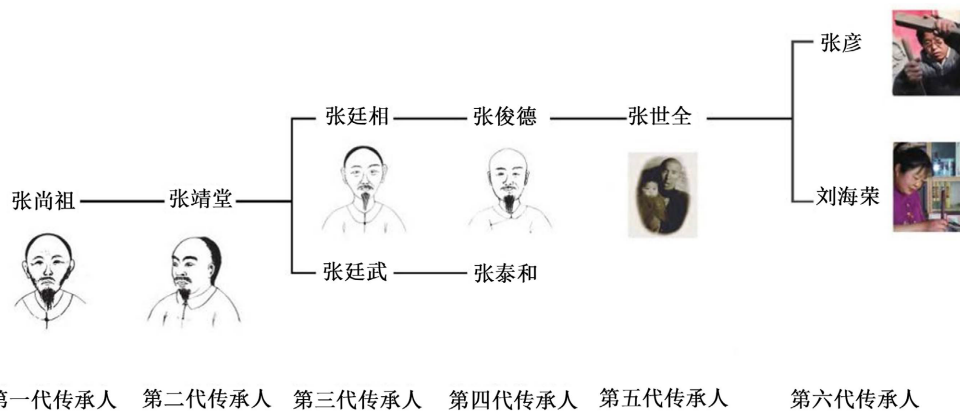 张彦
张廷相
张俊德
张世全
张尚祖
张靖堂
刘海荣
张廷武
张泰和
第一代传承人
第二代传承人
第三代传承人
第四代传承人
第五代传承人
第六代传承人